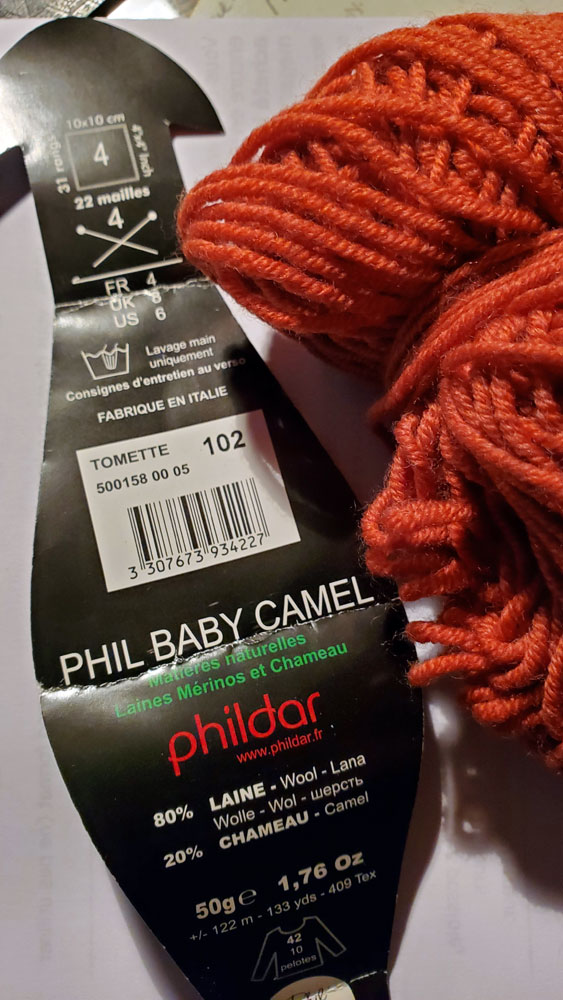 10x10 cm
31 rangs
4
4"x4" inch
22 mailles
4
FR 4
UK 8
US 6
Lavage main
uniquement
Consignes d'entretien au verso
FABRIQUE EN ITALIE
TOMETTE 102
500158 00 05
3 307673 934227
PHIL BABY CAMEL
Matières naturelles
Laines Mérinos et Chameau
phildar
www.phildar.fr
80% LAINE - Wool - Lana
Wolle - Wol - шерсть
20% CHAMEAU - Camel
50g e 1,76 Oz
+/- 122 m - 133 yds - 409 Tex
42
10
pelotes